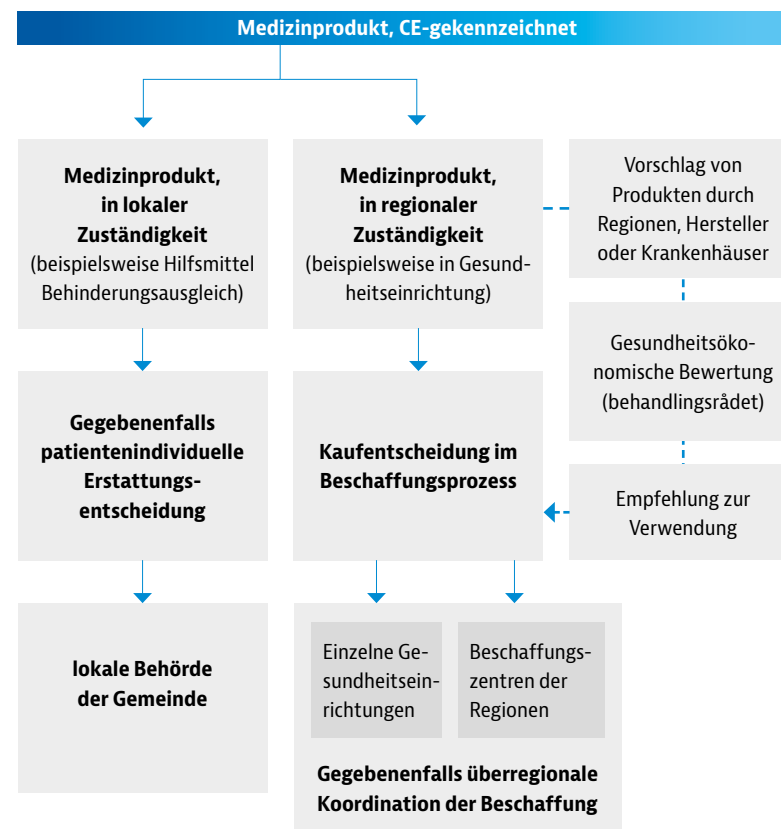 Medizinprodukt, CE-gekennzeichnet
Medizinprodukt,
in lokaler
Zuständigkeit
(beispielsweise Hilfsmittel
Behinderungsausgleich)
Medizinprodukt,
in regionaler
Zuständigkeit
(beispielsweise in Gesund-
heitseinrichtung)
Vorschlag von
Produkten durch
Regionen, Hersteller
oder Krankenhäuser
Gesundheitsöko-
nomische Bewertung
(behandlingsrådet)
Gegebenenfalls
patientenindividuelle
Erstattungs-
entscheidung
Kaufentscheidung im
Beschaffungsprozess
Empfehlung zur
Verwendung
lokale Behörde
der Gemeinde
Einzelne Ge-
sundheitsein-
richtungen
Beschaffungs-
zentren der
Regionen
Gegebenenfalls überregionale
Koordination der Beschaffung